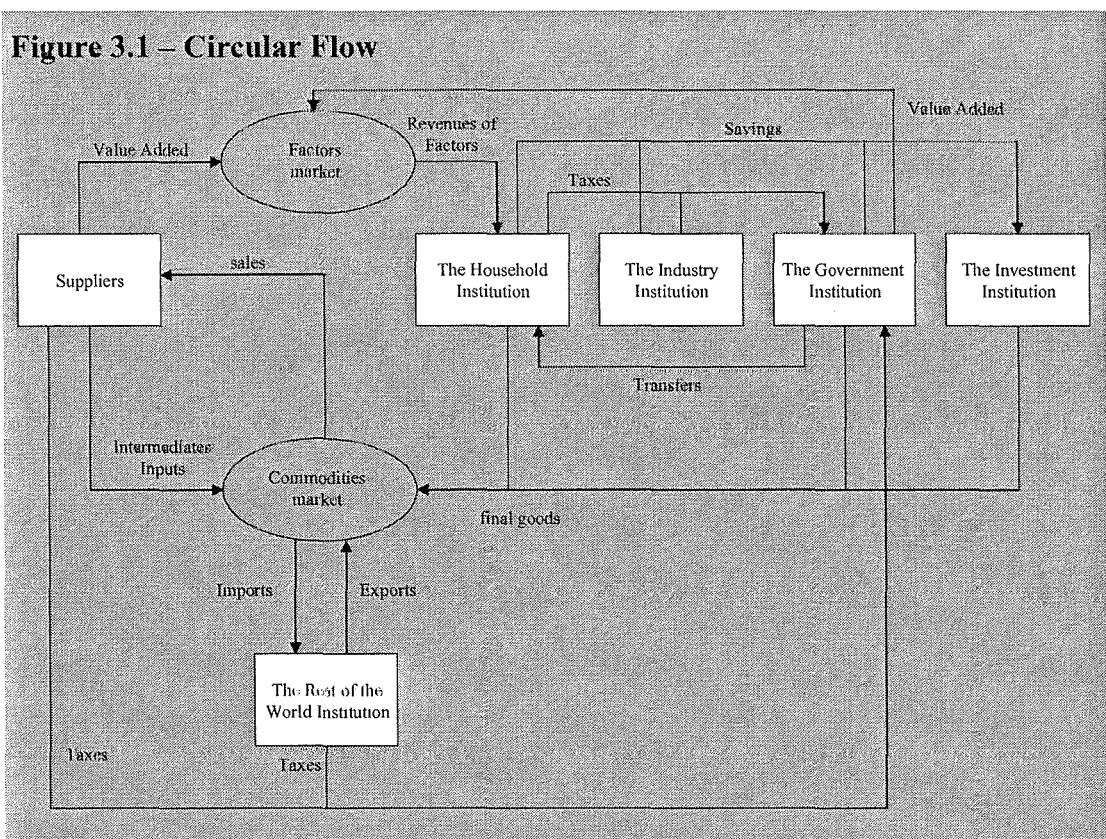 Figure 3.1 – Circular Flow
Value Added
Factors
market
Revenues of
Factors
Savings
Value Added
Taxes
Suppliers
sales
The Household
Institution
The Industry
Institution
The Government
Institution
The Investment
Institution
Transfers
Intermediates
Inputs
Commodities
market
final goods
Imports
Exports
The Rest of the
World Institution
Taxes
Taxes